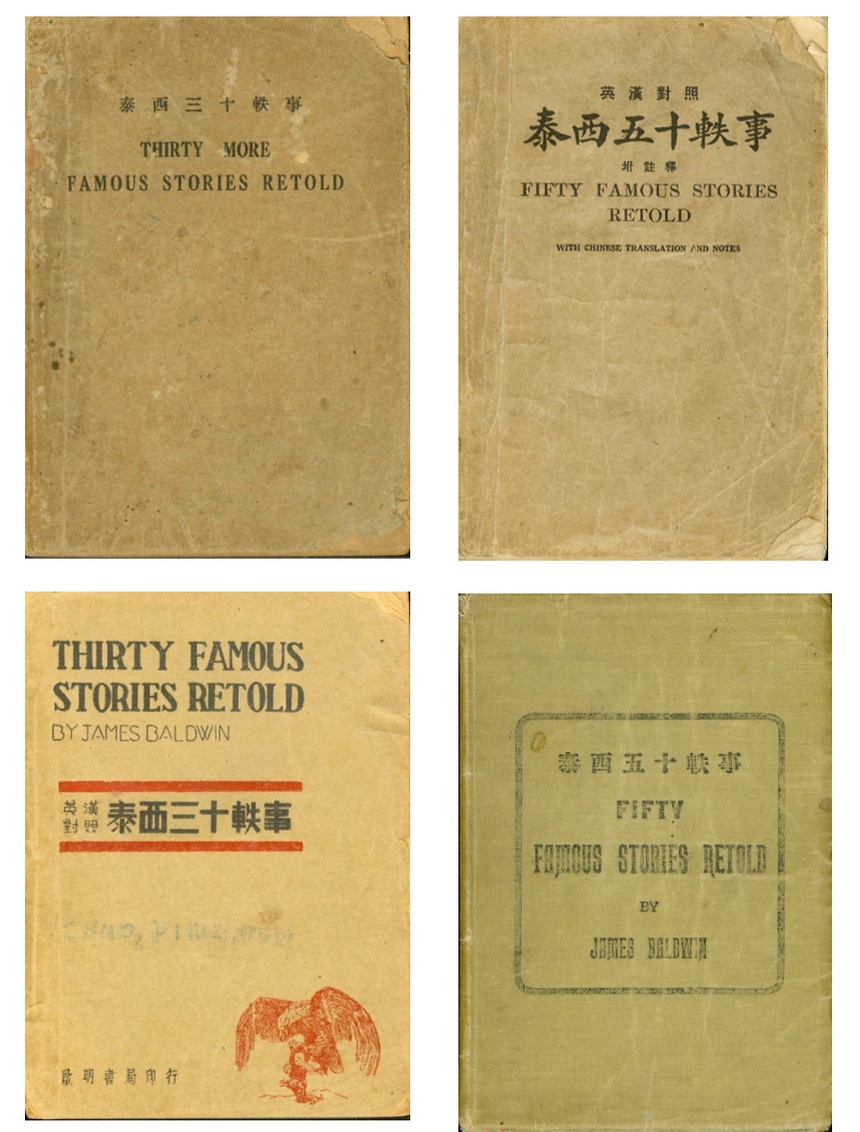 泰西三十軼事
THIRTY MORE
FAMOUS STORIES RETOLD
英漢對照
泰西五十軼事
坿註釋
FIFTY FAMOUS STORIES
RETOLD
WITH CHINESE TRANSLATION AND NOTES
THIRTY FAMOUS
STORIES RETOLD
BY JAMES BALDWIN
英漢
對照
泰西三十軼事
啟明書局印行
泰西五十軼事
FIFTY
FAMOUS STORIES RETOLD
BY
JAMES BALDWIN